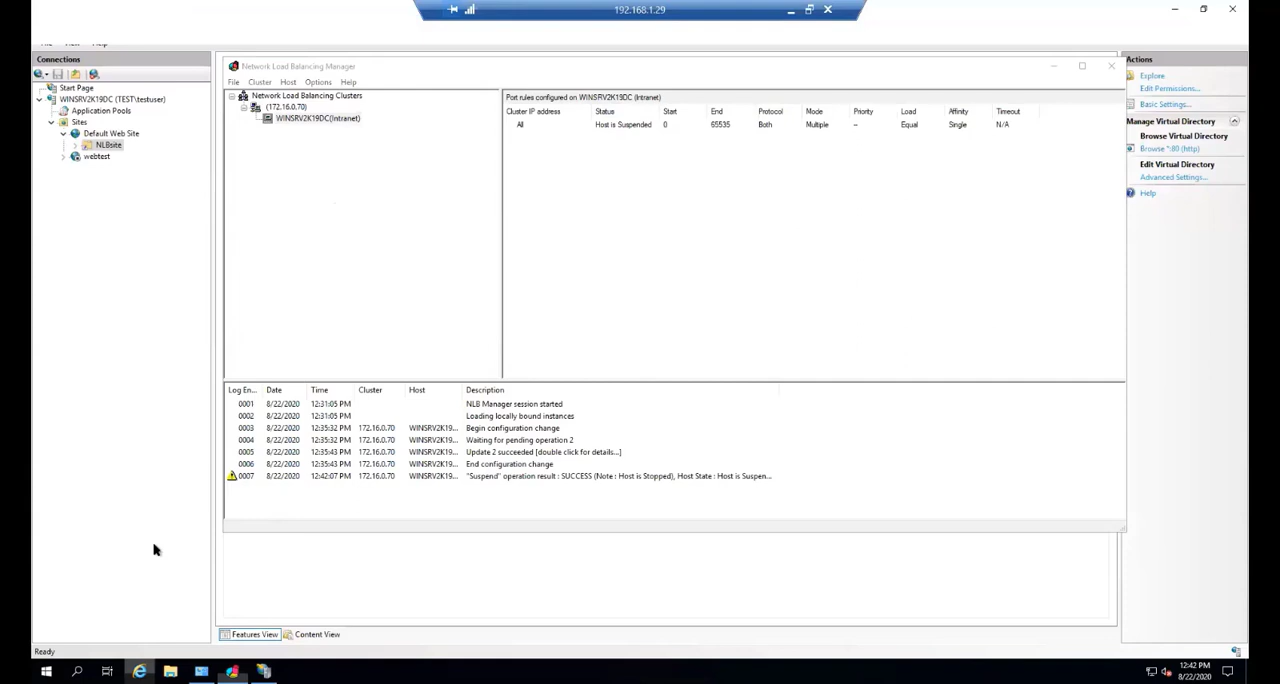 192.168.1.29
Connections
Start Page
WINSRV2K19DC (TEST\testuser)
Application Pools
Sites
Default Web Site
NLBsite
webtest
Network Load Balancing Manager
File Cluster Host Options Help
Network Load Balancing Clusters
(172.16.0.70)
WINSRV2K19DC(Intranet)
Port rules configured on WINSRV2K19DC (Intranet)
Cluster IP address Status Start End Protocol Mode Priority Load Affinity Timeout
All Host is Suspended 0 65535 Both Multiple -- Equal Single N/A
Log En... Date Time Cluster Host Description
0001 8/22/2020 12:31:05 PM NLB Manager session started
0002 8/22/2020 12:31:05 PM Loading locally bound instances
0003 8/22/2020 12:35:32 PM 172.16.0.70 WINSRV2K19... Begin configuration change
0004 8/22/2020 12:35:32 PM 172.16.0.70 WINSRV2K19... Waiting for pending operation 2
0005 8/22/2020 12:35:43 PM 172.16.0.70 WINSRV2K19... Update 2 succeeded [double click for details...]
0006 8/22/2020 12:35:43 PM 172.16.0.70 WINSRV2K19... End configuration change
0007 8/22/2020 12:42:07 PM 172.16.0.70 WINSRV2K19... "Suspend" operation result : SUCCESS (Note : Host is Stopped), Host State : Host is Suspen...
Actions
Explore
Edit Permissions...
Basic Settings...
Manage Virtual Directory
Browse Virtual Directory
Browse *:80 (http)
Edit Virtual Directory
Advanced Settings...
Help
Features View Content View
Ready
12:42 PM
8/22/2020